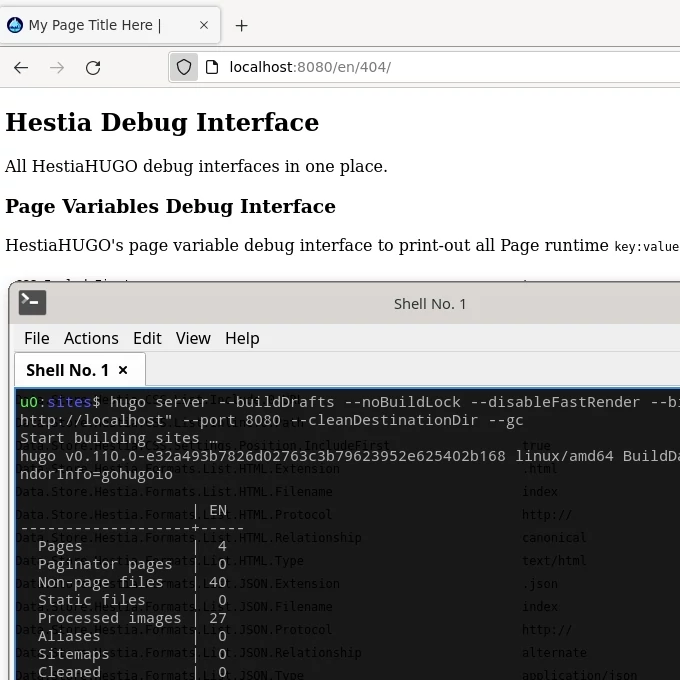 My Page Title Here |
localhost:8080/en/404/
Hestia Debug Interface
All HestiaHUGO debug interfaces in one place.
Page Variables Debug Interface
HestiaHUGO's page variable debug interface to print-out all Page runtime key:value
Shell No. 1
File Actions Edit View Help
Shell No. 1
u0:sites$ hugo server --buildDrafts --noBuildLock --disableFastRender --b
http://localhost" --port 8080 --cleanDestinationDir --gc
Start building sites …
Data.Store.Hestia.CSS.Settings.Position.IncludeFirst true
hugo v0.110.0-e32a493b7826d02763c3b79623952e625402b168 linux/amd64 BuildDa
Data.Store.Hestia.Formats.List.HTML.Extension .html
ndorInfo=gohugoio
Data.Store.Hestia.Formats.List.HTML.Filename index
| EN
Data.Store.Hestia.Formats.List.HTML.Protocol http://
-------------------+-----
Data.Store.Hestia.Formats.List.HTML.Relationship canonical
Pages | 4
Data.Store.Hestia.Formats.List.HTML.Type text/html
Paginator pages | 0
Non-page files | 40
Data.Store.Hestia.Formats.List.JSON.Extension .json
Static files | 0
Data.Store.Hestia.Formats.List.JSON.Filename index
Processed images | 27
Data.Store.Hestia.Formats.List.JSON.Protocol http://
Aliases | 0
Data.Store.Hestia.Formats.List.JSON.Relationship alternate
Sitemaps | 0
Cleaned | 0
Data.Store.Hestia.Formats.List.JSON.Type application/json